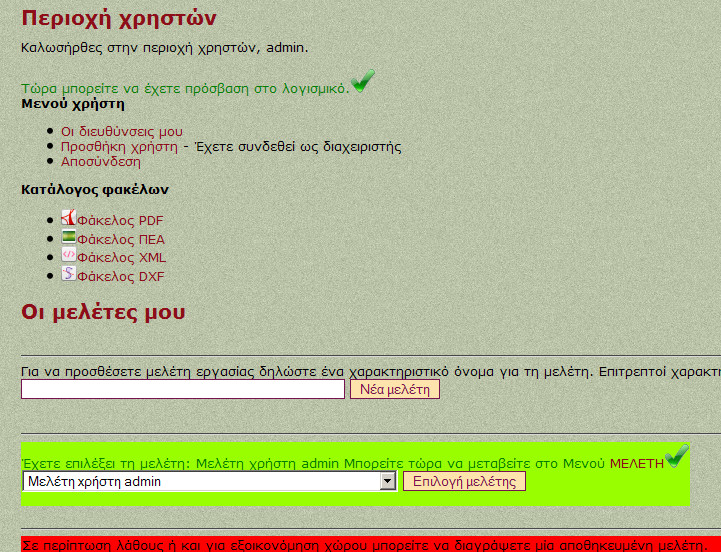 Περιοχή χρηστών
Καλωσήρθες στην περιοχή χρηστών, admin.
Τώρα μπορείτε να έχετε πρόσβαση στο λογισμικό.
Μενού χρήστη
Οι διευθύνσεις μου
Προσθήκη χρήστη - Έχετε συνδεθεί ως διαχειριστής
Αποσύνδεση
Κατάλογος φακέλων
Φάκελος PDF
Φάκελος ΠΕΑ
Φάκελος XML
Φάκελος DXF
Οι μελέτες μου
Για να προσθέσετε μελέτη εργασίας δηλώστε ένα χαρακτηριστικό όνομα για τη μελέτη. Επιτρεπτοί χαρακτη
Νέα μελέτη
Έχετε επιλέξει τη μελέτη: Μελέτη χρήστη admin Μπορείτε τώρα να μεταβείτε στο Μενού ΜΕΛΕΤΗ
Μελέτη χρήστη admin
Επιλογή μελέτης
Σε περίπτωση λάθους ή και για εξοικονόμηση χώρου μπορείτε να διαγράψετε μία αποθηκευμένη μελέτη.